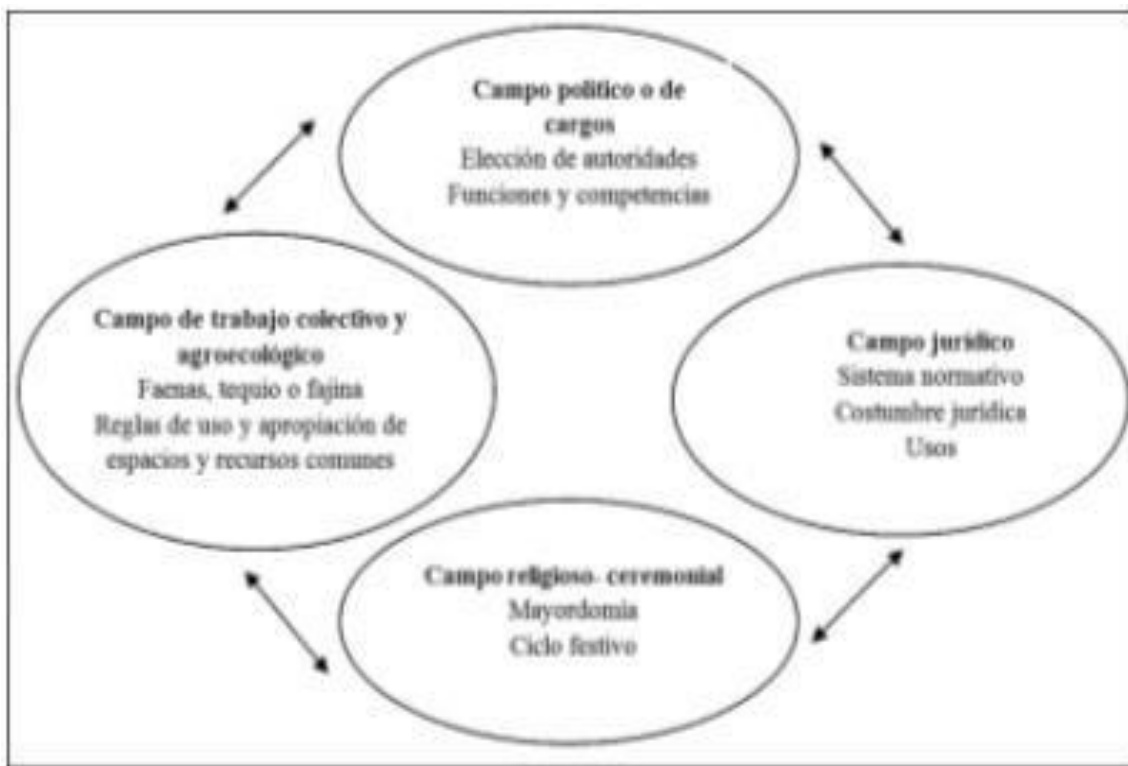 Campo político o de
cargos
Elección de autoridades
Funciones y competencias
Campo de trabajo colectivo y
agroecológico
Faenas, tequio o fajina
Reglas de uso y apropiación de
espacios y recursos comunes
Campo jurídico
Sistema normativo
Costumbre jurídica
Usos
Campo religioso- ceremonial
Mayordomía
Ciclo festivo